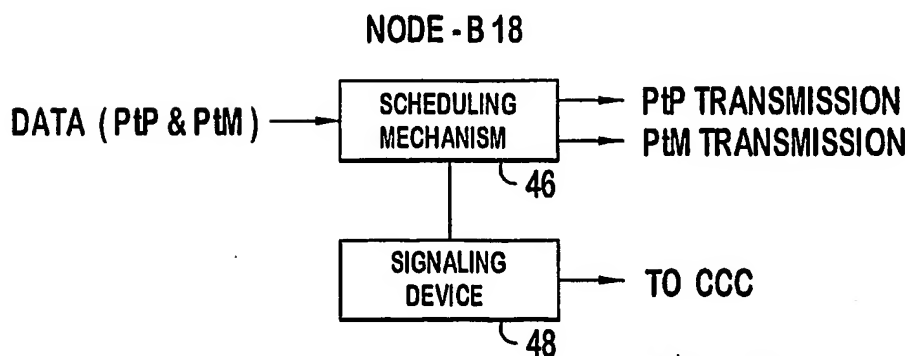 NODE-B 18
DATA (PtP & PtM)
SCHEDULING
MECHANISM
PtP TRANSMISSION
PtM TRANSMISSION
46
SIGNALING
DEVICE
TO CCC
48